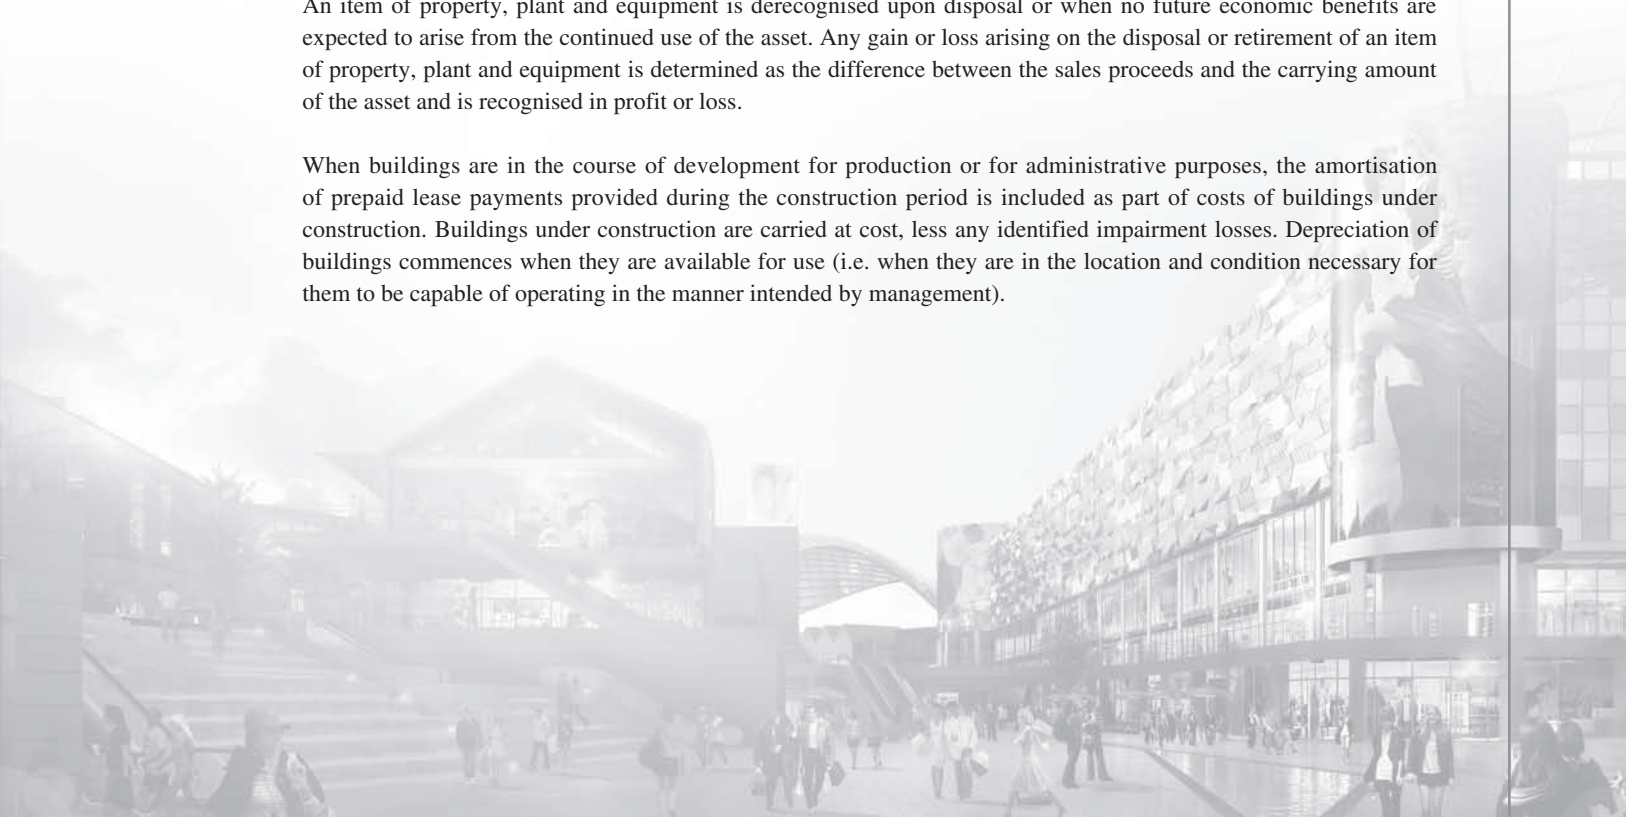 An item of property, plant and equipment is derecognised upon disposal or when no future economic benefits are
expected to arise from the continued use of the asset. Any gain or loss arising on the disposal or retirement of an item
of property, plant and equipment is determined as the difference between the sales proceeds and the carrying amount
of the asset and is recognised in profit or loss.
When buildings are in the course of development for production or for administrative purposes, the amortisation
of prepaid lease payments provided during the construction period is included as part of costs of buildings under
construction. Buildings under construction are carried at cost, less any identified impairment losses. Depreciation of
buildings commences when they are available for use (i.e. when they are in the location and condition necessary for
them to be capable of operating in the manner intended by management).